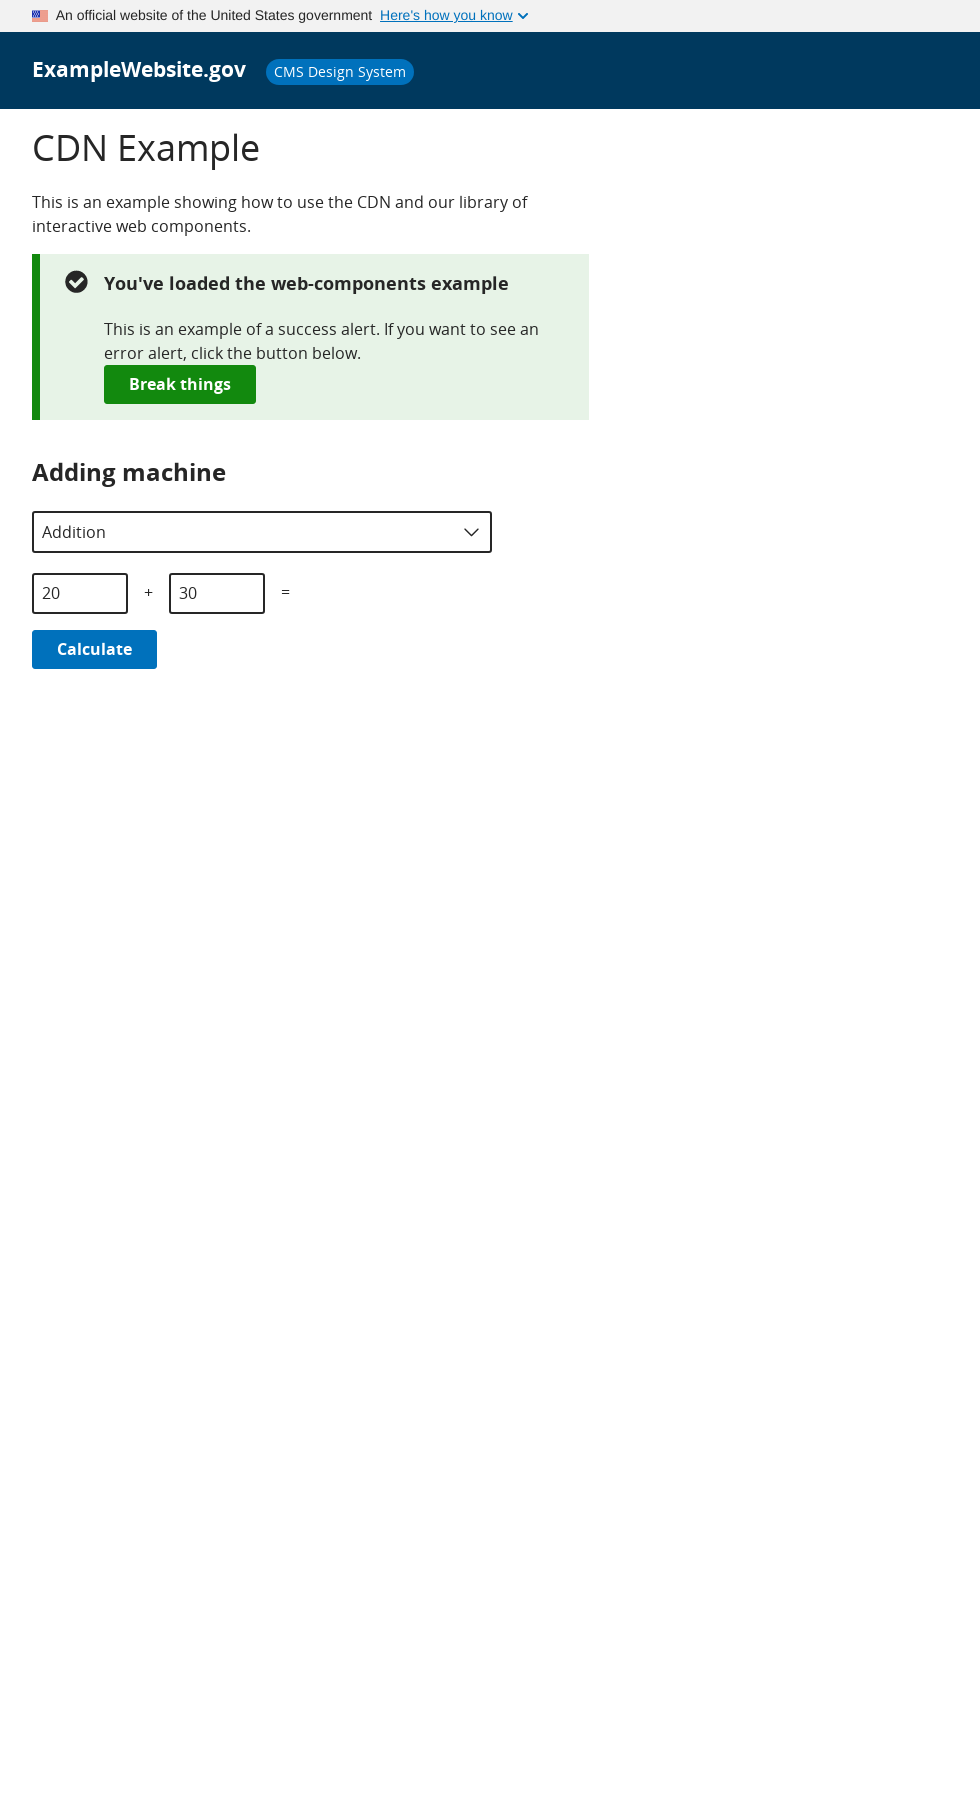 An official website of the United States government Here's how you know
ExampleWebsite.gov CMS Design System
CDN Example
This is an example showing how to use the CDN and our library of
interactive web components.
You've loaded the web-components example
This is an example of a success alert. If you want to see an
error alert, click the button below.
Break things
Adding machine
Addition
20 + 30 =
Calculate